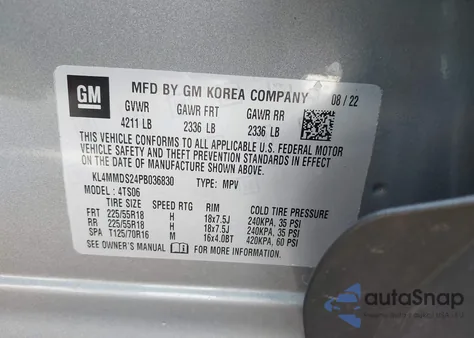 GM
MFD BY GM KOREA COMPANY 08 / 22
GVWR GAWR FRT GAWR RR
4211 LB 2336 LB 2336 LB
THIS VEHICLE CONFORMS TO ALL APPLICABLE U.S. FEDERAL MOTOR
VEHICLE SAFETY AND THEFT PREVENTION STANDARDS IN EFFECT
ON THE DATE OF MANUFACTURE SHOWN ABOVE.
KL4MMDS24PB036830 TYPE: MPV
MODEL: 4TS06
TIRE SIZE SPEED RTG RIM COLD TIRE PRESSURE
FRT 225/55R18 H 18x7.5J 240KPA, 35 PSI
RR 225/55R18 H 18x7.5J 240KPA, 35 PSI
SPA T125/70R16 M 16x4.0BT 420KPA, 60 PSI
SEE OWNER'S MANUAL FOR MORE INFORMATION.
autoSnap